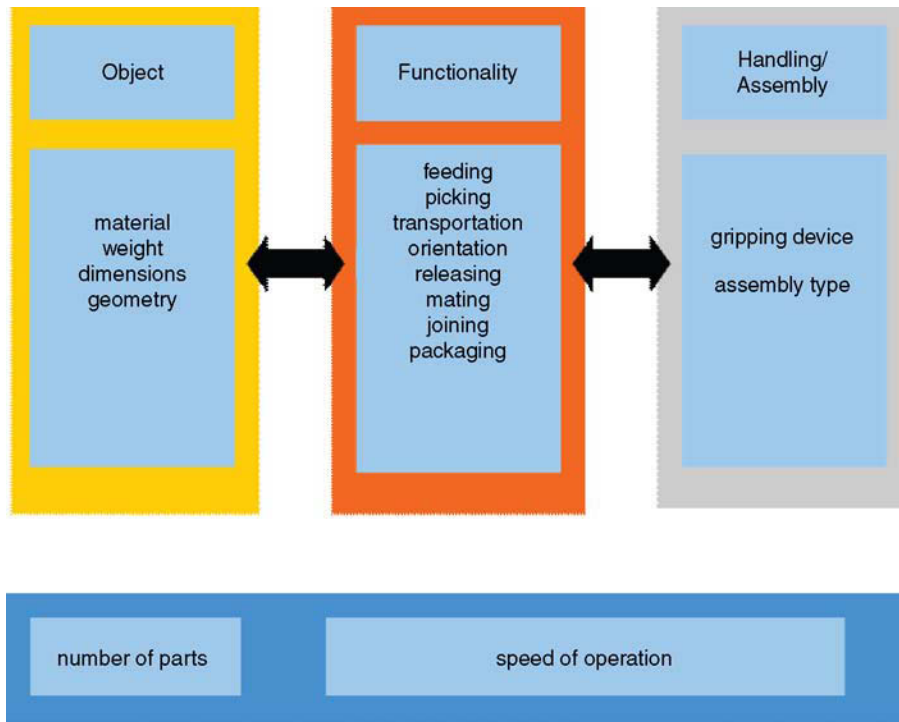 Object
material
weight
dimensions
geometry
Functionality
feeding
picking
transportation
orientation
releasing
mating
joining
packaging
Handling/
Assembly
gripping device
assembly type
number of parts
speed of operation